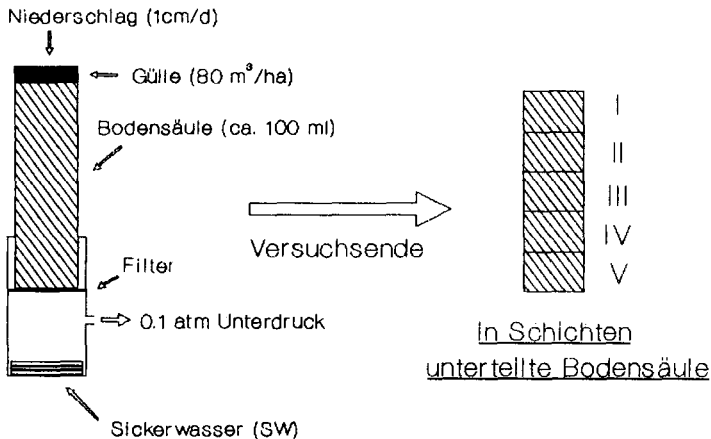 Niederschlag (1cm/d)
Gülle (80 m³/ha)
Bodensäule (ca. 100 ml)
Filter
0.1 atm Unterdruck
Sickerwasser (SW)
Versuchsende
I
II
III
IV
V
In Schichten
unterteilte Bodensäule